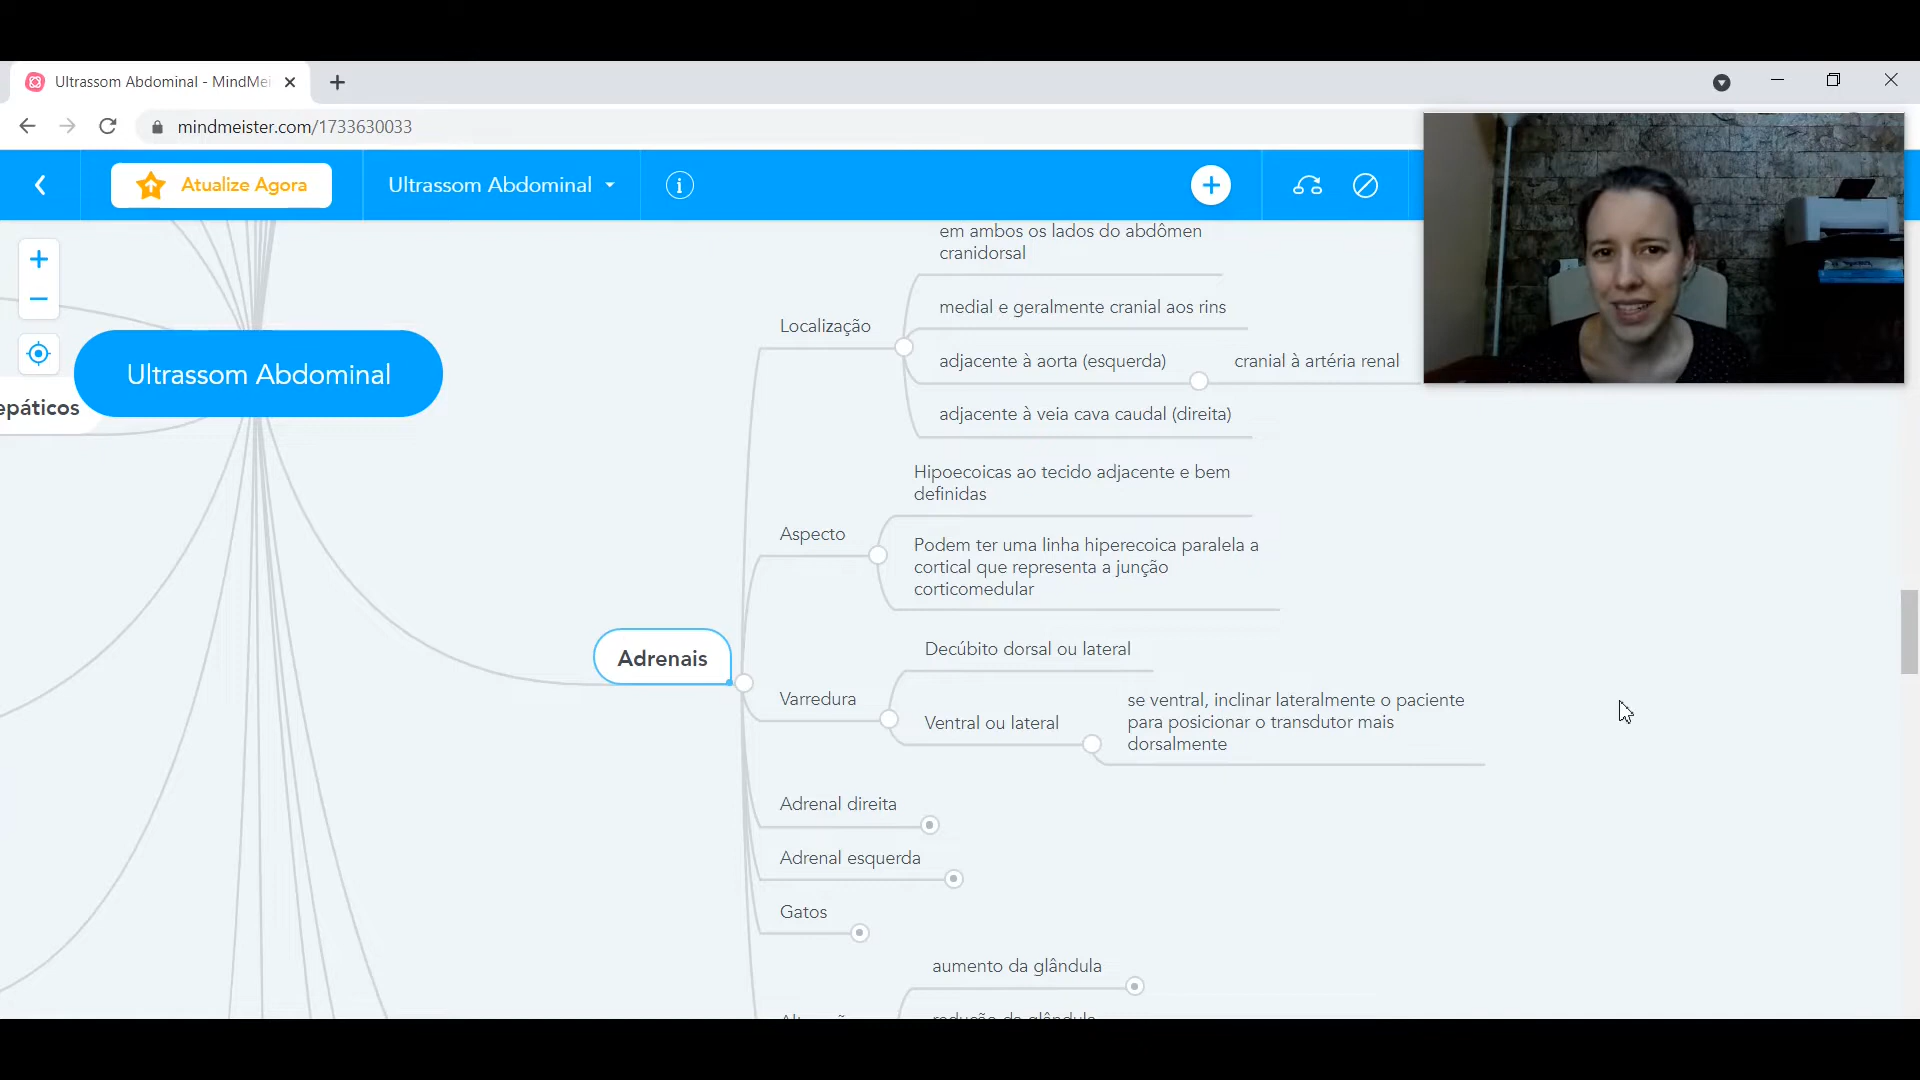 Ultrassom Abdominal - MindMei
mindmeister.com/1733630033
Atualize Agora
Ultrassom Abdominal
epáticos
Ultrassom Abdominal
Adrenais
Localização
em ambos os lados do abdômen
cranidorsal
medial e geralmente cranial aos rins
adjacente à aorta (esquerda)
cranial à artéria renal
adjacente à veia cava caudal (direita)
Aspecto
Hipoecoicas ao tecido adjacente e bem
definidas
Podem ter uma linha hiperecoica paralela a
cortical que representa a junção
corticomedular
Varredura
Decúbito dorsal ou lateral
Ventral ou lateral
se ventral, inclinar lateralmente o paciente
para posicionar o transdutor mais
dorsalmente
Adrenal direita
Adrenal esquerda
Gatos
aumento da glândula
redução da glândula